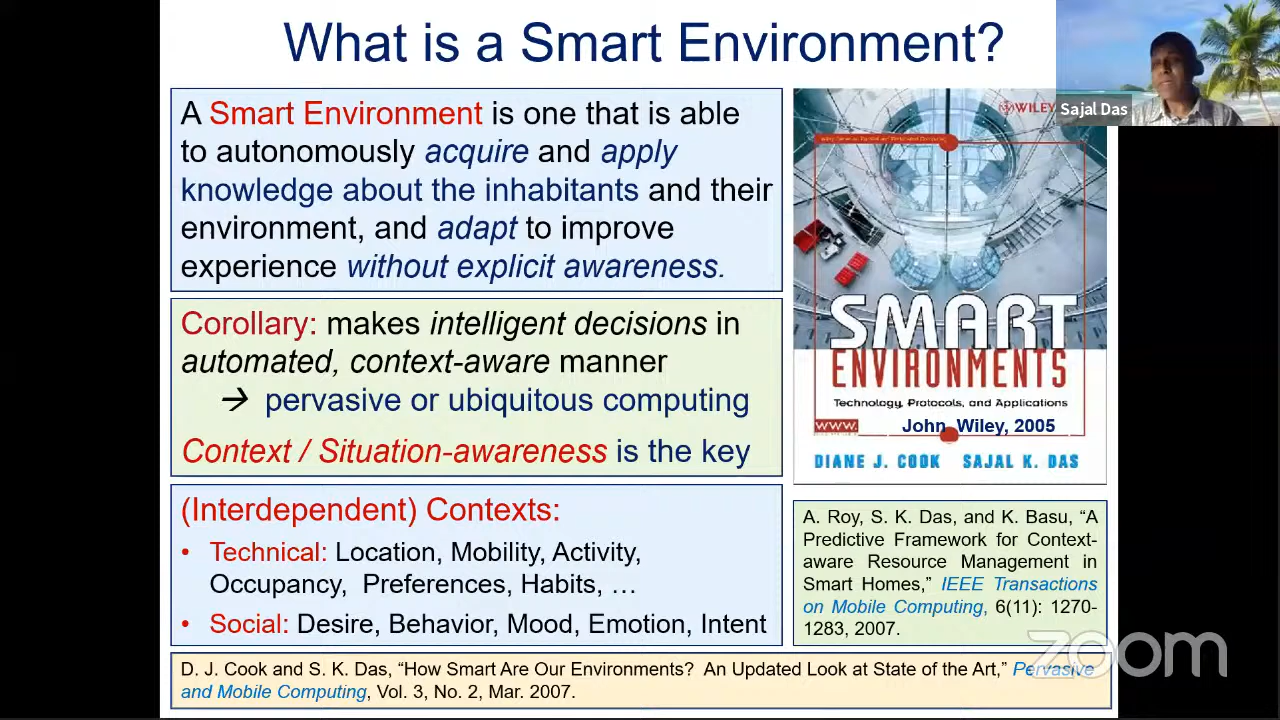 What is a Smart Environment?
Sajal Das
A Smart Environment is one that is able
to autonomously acquire and apply
knowledge about the inhabitants and their
environment, and adapt to improve
experience without explicit awareness.
Corollary: makes intelligent decisions in
automated, context-aware manner
→ pervasive or ubiquitous computing
Context / Situation-awareness is the key
(Interdependent) Contexts:
• Technical: Location, Mobility, Activity,
Occupancy, Preferences, Habits, …
• Social: Desire, Behavior, Mood, Emotion, Intent
WILEY
SMART
ENVIRONMENTS
Technology, Protocols, and Applications
WWW.
John Wiley, 2005
DIANE J. COOK SAJAL K. DAS
A. Roy, S. K. Das, and K. Basu, “A
Predictive Framework for Context-
aware Resource Management in
Smart Homes,” IEEE Transactions
on Mobile Computing, 6(11): 1270-
1283, 2007.
D. J. Cook and S. K. Das, “How Smart Are Our Environments? An Updated Look at State of the Art,” Pervasive
and Mobile Computing, Vol. 3, No. 2, Mar. 2007.
zoom